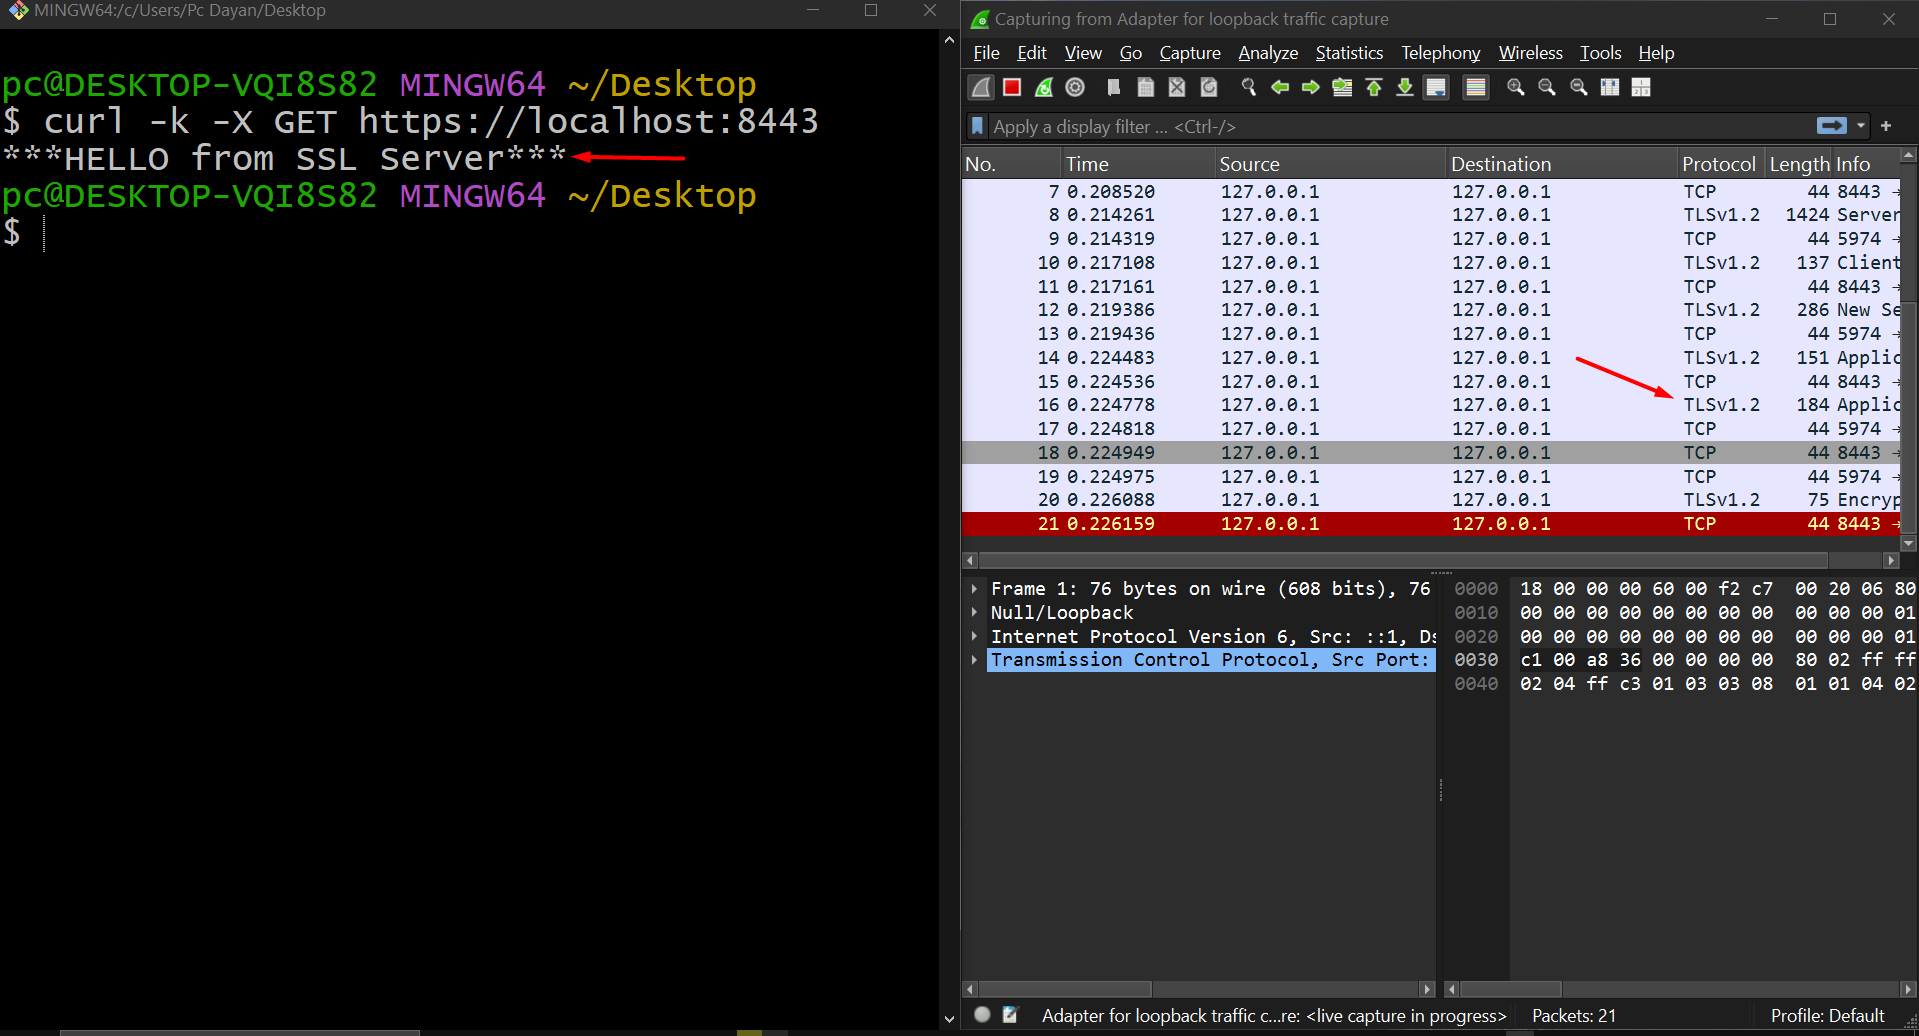 MINGW64:/c/Users/Pc Dayan/Desktop
pc@DESKTOP-VQI8S82 MINGW64 ~/Desktop
$ curl -k -X GET https://localhost:8443
***HELLO from SSL Server***
pc@DESKTOP-VQI8S82 MINGW64 ~/Desktop
$
Capturing from Adapter for loopback traffic capture
File Edit View Go Capture Analyze Statistics Telephony Wireless Tools Help
Apply a display filter ... <Ctrl-/>
No. Time Source Destination Protocol Length Info
7 0.208520 127.0.0.1 127.0.0.1 TCP 44 8443 →
8 0.214261 127.0.0.1 127.0.0.1 TLSv1.2 1424 Server
9 0.214319 127.0.0.1 127.0.0.1 TCP 44 5974 →
10 0.217108 127.0.0.1 127.0.0.1 TLSv1.2 137 Client
11 0.217161 127.0.0.1 127.0.0.1 TCP 44 8443 →
12 0.219386 127.0.0.1 127.0.0.1 TLSv1.2 286 New Se
13 0.219436 127.0.0.1 127.0.0.1 TCP 44 5974 →
14 0.224483 127.0.0.1 127.0.0.1 TLSv1.2 151 Applic
15 0.224536 127.0.0.1 127.0.0.1 TCP 44 8443 →
16 0.224778 127.0.0.1 127.0.0.1 TLSv1.2 184 Applic
17 0.224818 127.0.0.1 127.0.0.1 TCP 44 5974 →
18 0.224949 127.0.0.1 127.0.0.1 TCP 44 8443 →
19 0.224975 127.0.0.1 127.0.0.1 TCP 44 5974 →
20 0.226088 127.0.0.1 127.0.0.1 TLSv1.2 75 Encryp
21 0.226159 127.0.0.1 127.0.0.1 TCP 44 8443 →
Frame 1: 76 bytes on wire (608 bits), 76
Null/Loopback
Internet Protocol Version 6, Src: ::1, Ds
Transmission Control Protocol, Src Port:
0000 18 00 00 00 60 00 f2 c7 00 20 06 80
0010 00 00 00 00 00 00 00 00 00 00 00 01
0020 00 00 00 00 00 00 00 00 00 00 00 01
0030 c1 00 a8 36 00 00 00 00 80 02 ff ff
0040 02 04 ff c3 01 03 03 08 01 01 04 02
Adapter for loopback traffic c...re: <live capture in progress> Packets: 21 Profile: Default